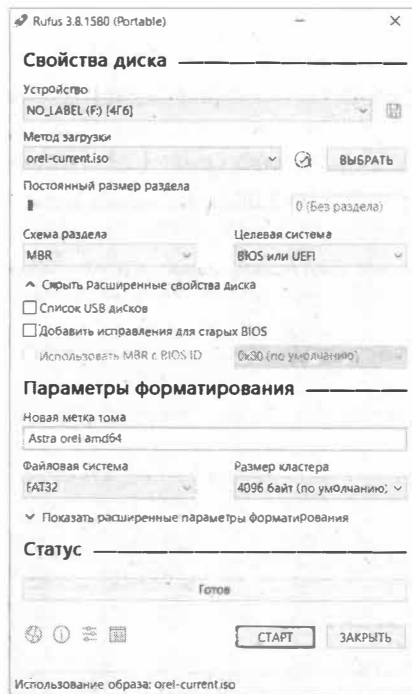 Rufus 3.8.1580 (Portable)
Свойства диска
Устройство
NO_LABEL (F:) [4Гб]
Метод загрузки
orel-current.iso
ВЫБРАТЬ
Постоянный размер раздела
0 (Без раздела)
Схема раздела
Целевая система
MBR
BIOS или UEFI
Скрыть Расширенные свойства диска
Список USB дисков
Добавить исправления для старых BIOS
Использовать MBR с BIOS ID
0x80 (по умолчанию)
Параметры форматирования
Новая метка тома
Astra orel amd64
Файловая система
Размер кластера
FAT32
4096 байт (по умолчанию)
Показать расширенные параметры форматирования
Статус
Готов
СТАРТ
ЗАКРЫТЬ
Использование образа: orel-current.iso